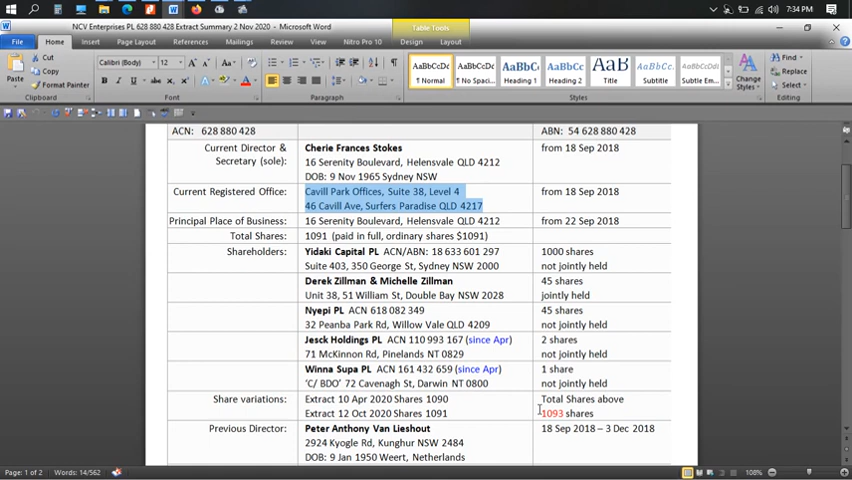 7:34 PM
NCV Enterprises PL 628 880 428 Extract Summary 2 Nov 2020 - Microsoft Word
Table Tools
File Home Insert Page Layout References Mailings Review View Nitro Pro 10 Design Layout
Cut
Copy
Format Painter
Paste
Clipboard
Calibri (Body) 12
Font
Paragraph
AaBbCc AaBbCc AaBbC AaBbCc AaB AaBbCc AaBbCc
¶ Normal ¶ No Spaci... Heading 1 Heading 2 Title Subtitle Subtle Em...
Styles
Change Styles
Find
Replace
Select
Editing
ACN: 628 880 428 ABN: 54 628 880 428
Current Director & Cherie Frances Stokes from 18 Sep 2018
Secretary (sole): 16 Serenity Boulevard, Helensvale QLD 4212
DOB: 9 Nov 1965 Sydney NSW
Current Registered Office: Cavill Park Offices, Suite 38, Level 4 from 18 Sep 2018
46 Cavill Ave, Surfers Paradise QLD 4217
Principal Place of Business: 16 Serenity Boulevard, Helensvale QLD 4212 from 22 Sep 2018
Total Shares: 1091 (paid in full, ordinary shares $1091)
Shareholders: Yidaki Capital PL ACN/ABN: 18 633 601 297 1000 shares
Suite 403, 350 George St, Sydney NSW 2000 not jointly held
Derek Zillman & Michelle Zillman 45 shares
Unit 38, 51 William St, Double Bay NSW 2028 jointly held
Nyepi PL ACN 618 082 349 45 shares
32 Peanba Park Rd, Willow Vale QLD 4209 not jointly held
Jesck Holdings PL ACN 110 993 167 (since Apr) 2 shares
71 McKinnon Rd, Pinelands NT 0829 not jointly held
Winna Supa PL ACN 161 432 659 (since Apr) 1 share
'C/ BDO' 72 Cavenagh St, Darwin NT 0800 not jointly held
Share variations: Extract 10 Apr 2020 Shares 1090 Total Shares above
Extract 12 Oct 2020 Shares 1091 1093 shares
Previous Director: Peter Anthony Van Lieshout 18 Sep 2018 – 3 Dec 2018
2924 Kyogle Rd, Kunghur NSW 2484
DOB: 9 Jan 1950 Weert, Netherlands
Page: 1 of 2 Words: 14/562 108%